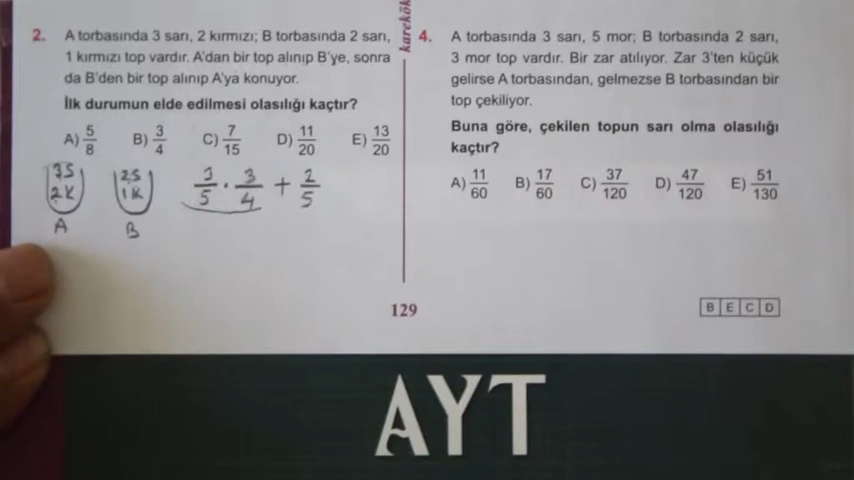 2. A torbasında 3 sarı, 2 kırmızı; B torbasında 2 sarı,
1 kırmızı top vardır. A'dan bir top alınıp B'ye, sonra
da B'den bir top alınıp A'ya konuyor.
İlk durumun elde edilmesi olasılığı kaçtır?
A) 5/8 B) 3/4 C) 7/15 D) 11/20 E) 13/20
3S 2S 3/5 . 3/4 + 2/5
2K 1K
A B
karekök
4. A torbasında 3 sarı, 5 mor; B torbasında 2 sarı,
3 mor top vardır. Bir zar atılıyor. Zar 3'ten küçük
gelirse A torbasından, gelmezse B torbasından bir
top çekiliyor.
Buna göre, çekilen topun sarı olma olasılığı
kaçtır?
A) 11/60 B) 17/60 C) 37/120 D) 47/120 E) 51/130
129
B E C D
AYT